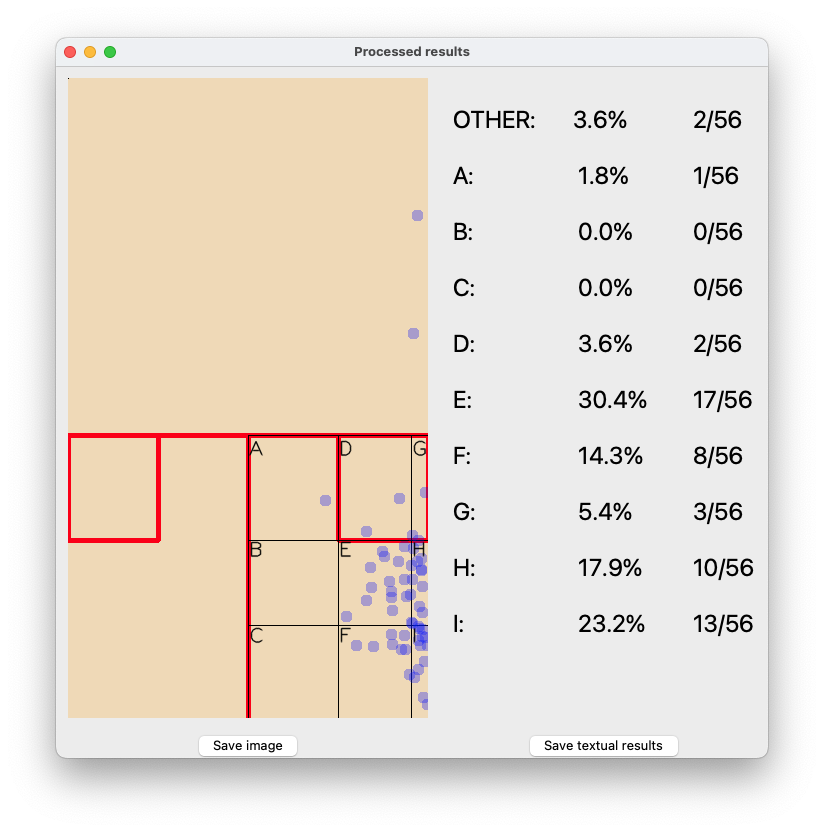 Processed results
OTHER: 3.6% 2/56
A: 1.8% 1/56
B: 0.0% 0/56
C: 0.0% 0/56
D: 3.6% 2/56
E: 30.4% 17/56
F: 14.3% 8/56
G: 5.4% 3/56
H: 17.9% 10/56
I: 23.2% 13/56
A D G
B E H
C F I
Save image Save textual results